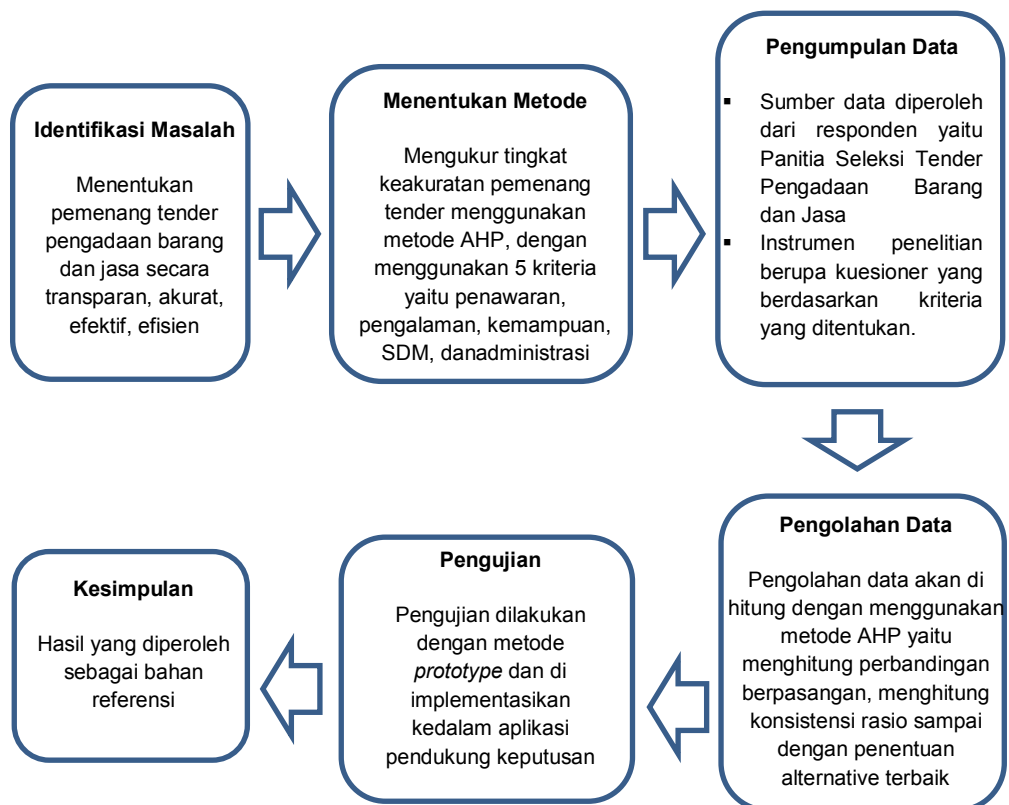 Identifikasi Masalah
Menentukan
pemenang tender
pengadaan barang
dan jasa secara
transparan, akurat,
efektif, efisien
Menentukan Metode
Mengukur tingkat
keakuratan pemenang
tender menggunakan
metode AHP, dengan
menggunakan 5 kriteria
yaitu penawaran,
pengalaman, kemampuan,
SDM, danadministrasi
Pengumpulan Data
▪ Sumber data diperoleh
dari responden yaitu
Panitia Seleksi Tender
Pengadaan Barang
dan Jasa
▪ Instrumen penelitian
berupa kuesioner yang
berdasarkan kriteria
yang ditentukan.
Pengolahan Data
Pengolahan data akan di
hitung dengan menggunakan
metode AHP yaitu
menghitung perbandingan
berpasangan, menghitung
konsistensi rasio sampai
dengan penentuan
alternative terbaik
Pengujian
Pengujian dilakukan
dengan metode
prototype dan di
implementasikan
kedalam aplikasi
pendukung keputusan
Kesimpulan
Hasil yang diperoleh
sebagai bahan
referensi